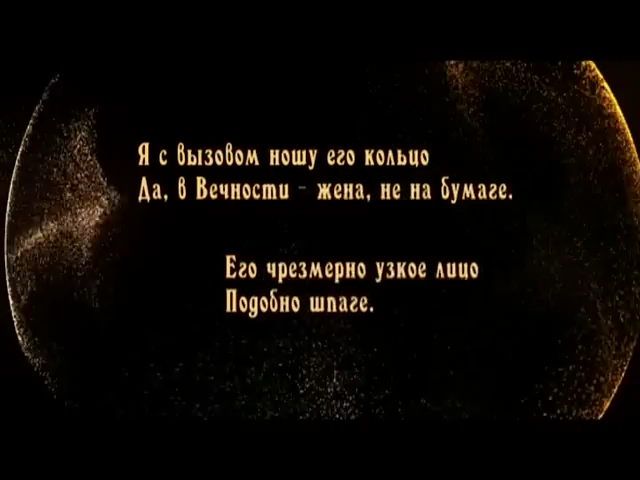 Я с вызовом ношу его кольцо
Да, в Вечности - жена, не на бумаге.
Его чрезмерно узкое лицо
Подобно шпаге.